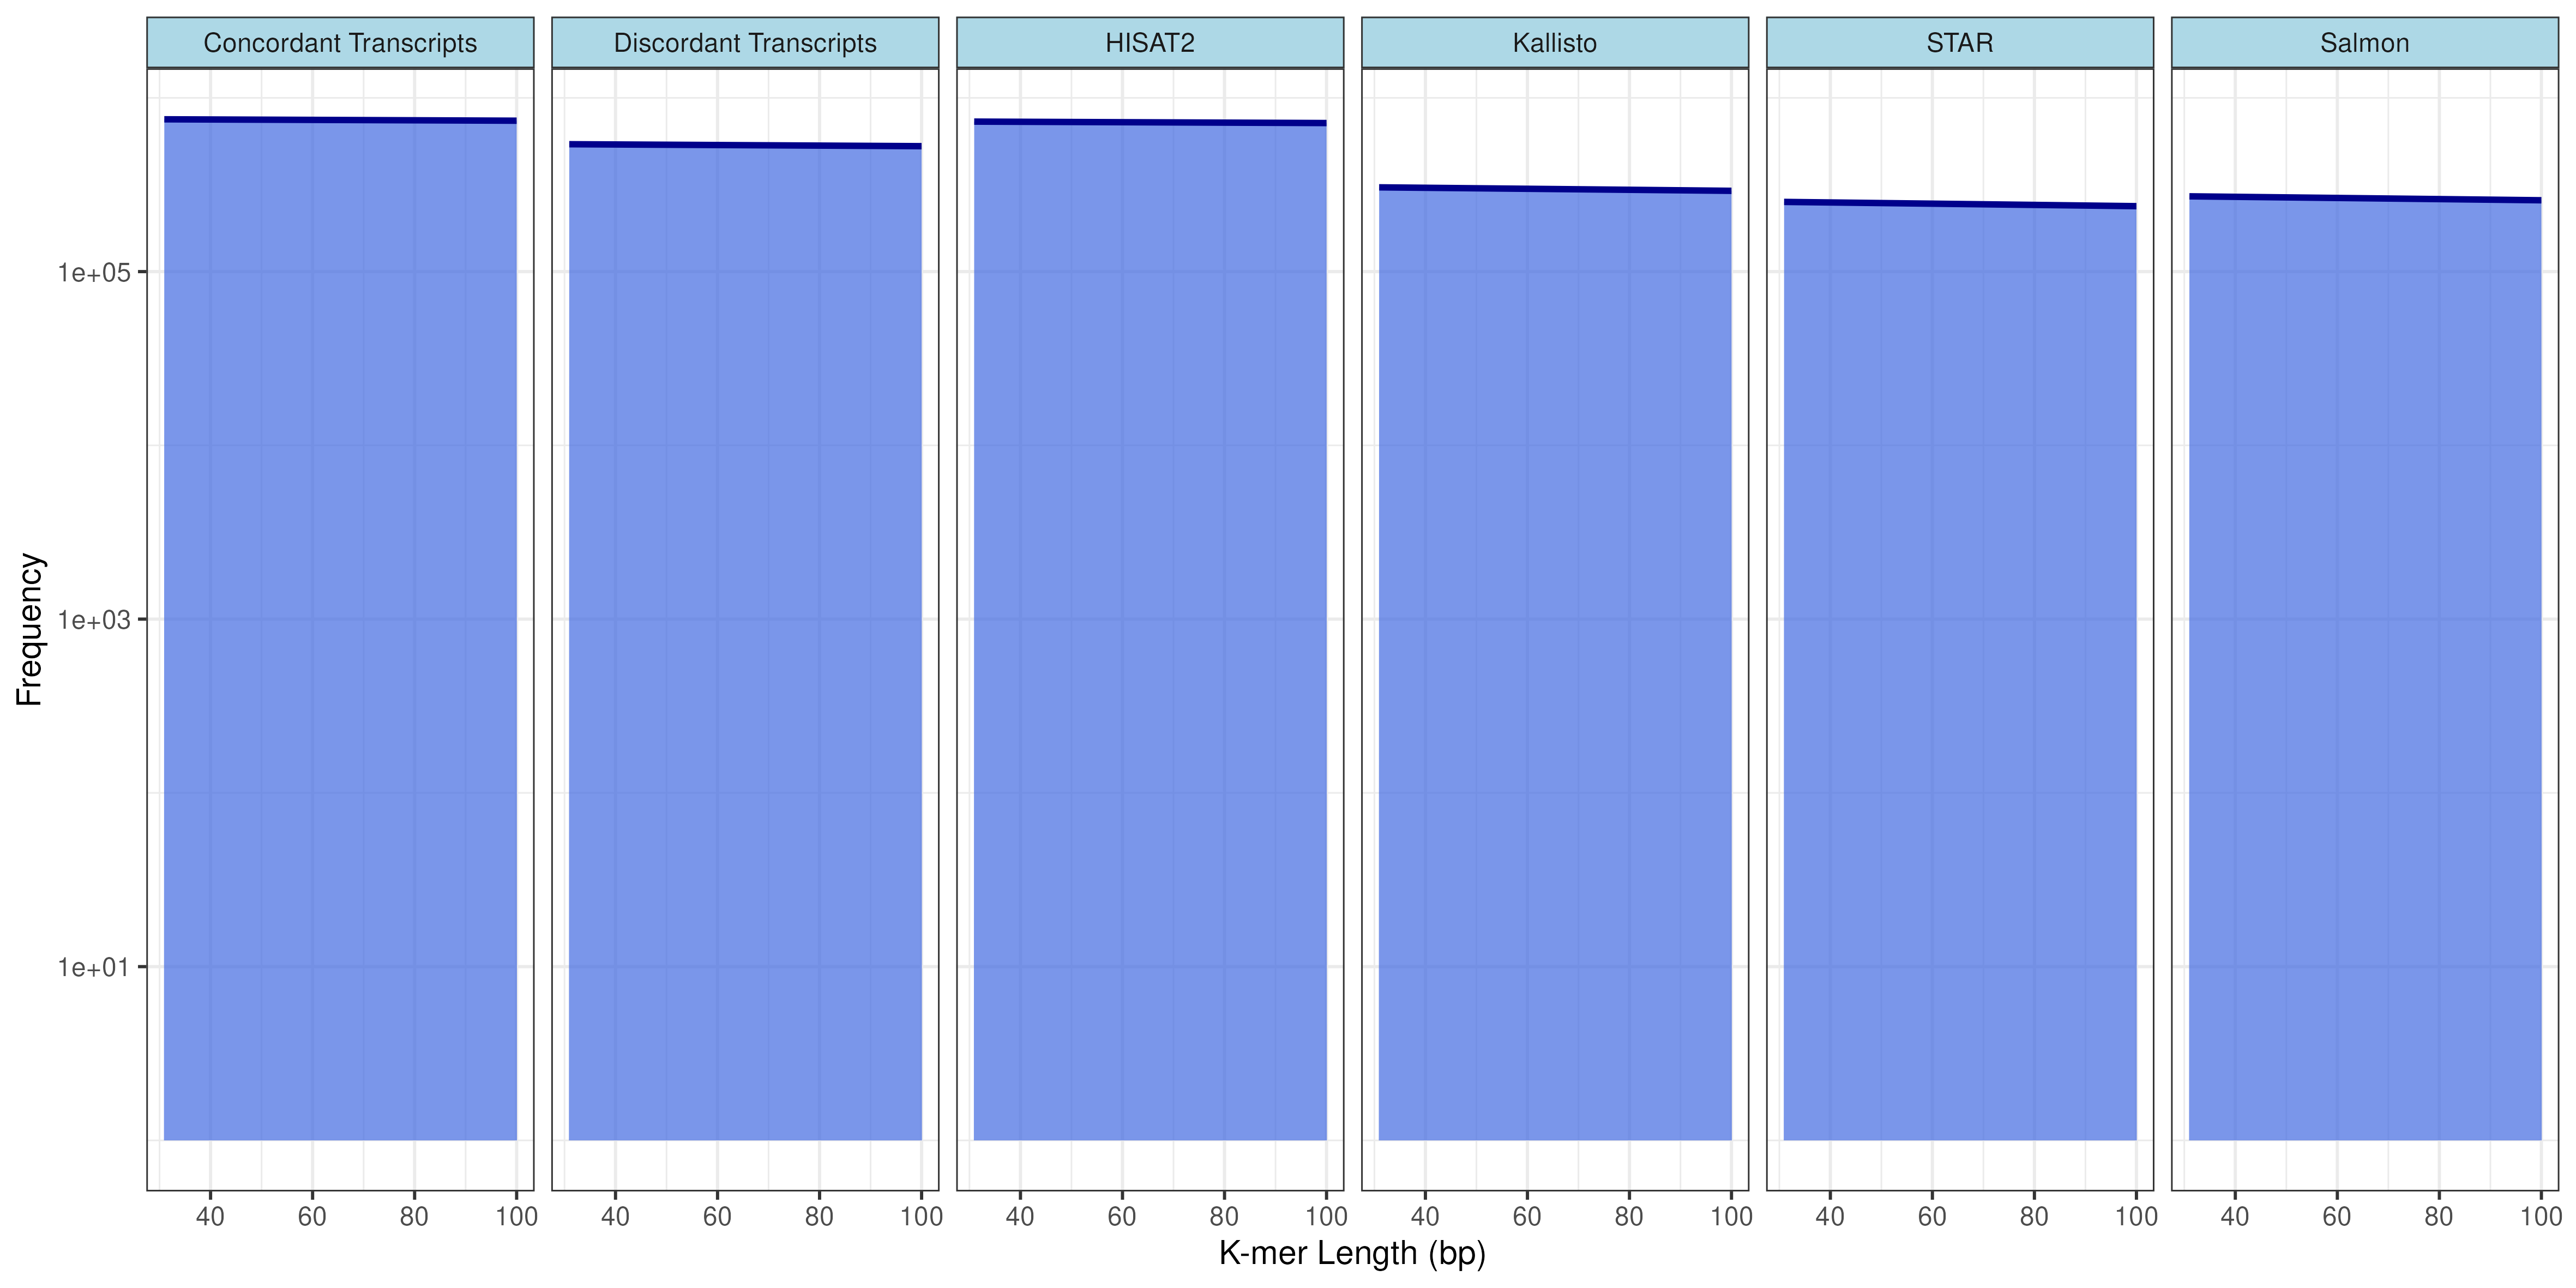 Concordant Transcripts
Discordant Transcripts
HISAT2
Kallisto
STAR
Salmon
1e+05
1e+03
1e+01
Frequency
40 60 80 100
40 60 80 100
40 60 80 100
40 60 80 100
40 60 80 100
40 60 80 100
K-mer Length (bp)